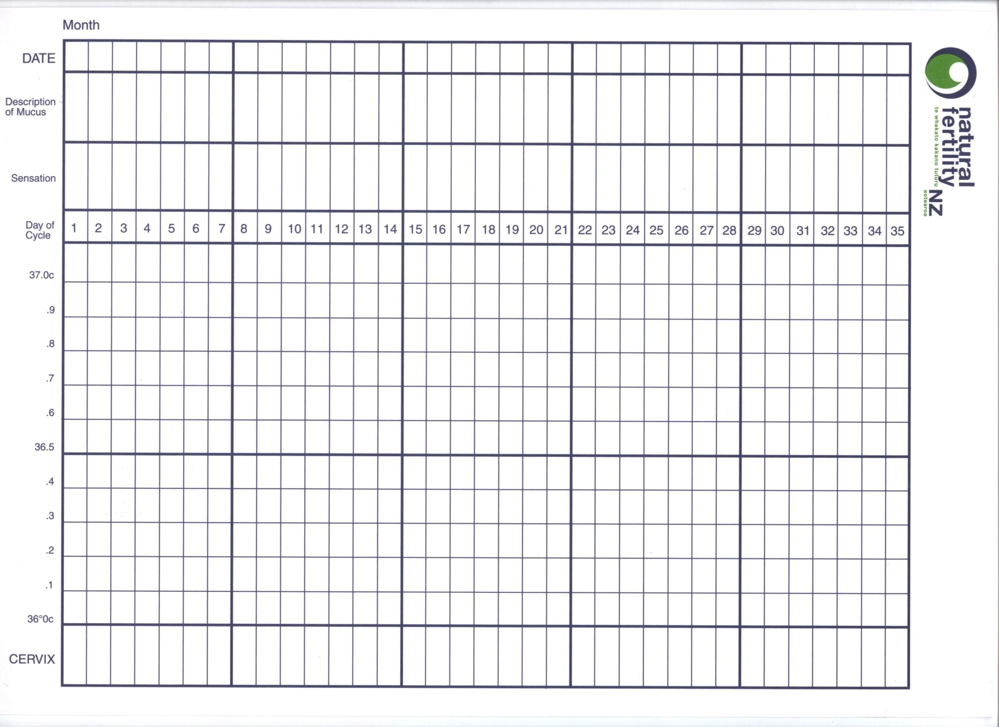 Month
DATE
Description
of Mucus
Sensation
Day of
Cycle
1 2 3 4 5 6 7 8 9 10 11 12 13 14 15 16 17 18 19 20 21 22 23 24 25 26 27 28 29 30 31 32 33 34 35
37.0c
.9
.8
.7
.6
36.5
.4
.3
.2
.1
36°0c
CERVIX
natural
fertility
te whakato kakano tuturu
NZ
aotearoa